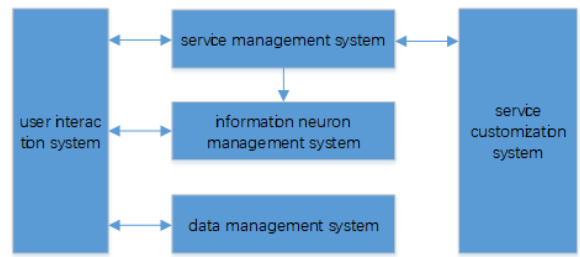 service management system
user interac
tion system
information neuron
management system
service
customization
system
data management system